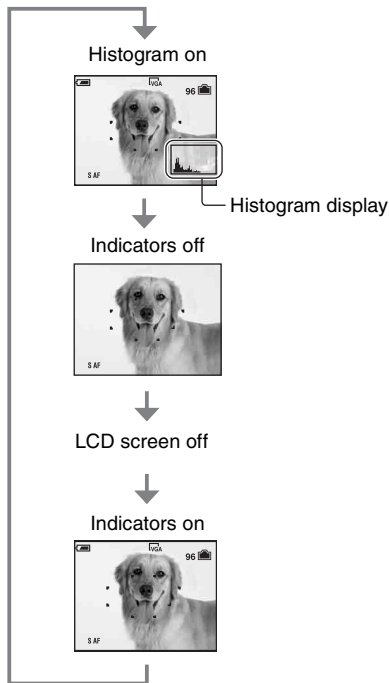 Histogram on
VGA
96
S AF
Histogram display
Indicators off
S AF
LCD screen off
Indicators on
VGA
96
S AF